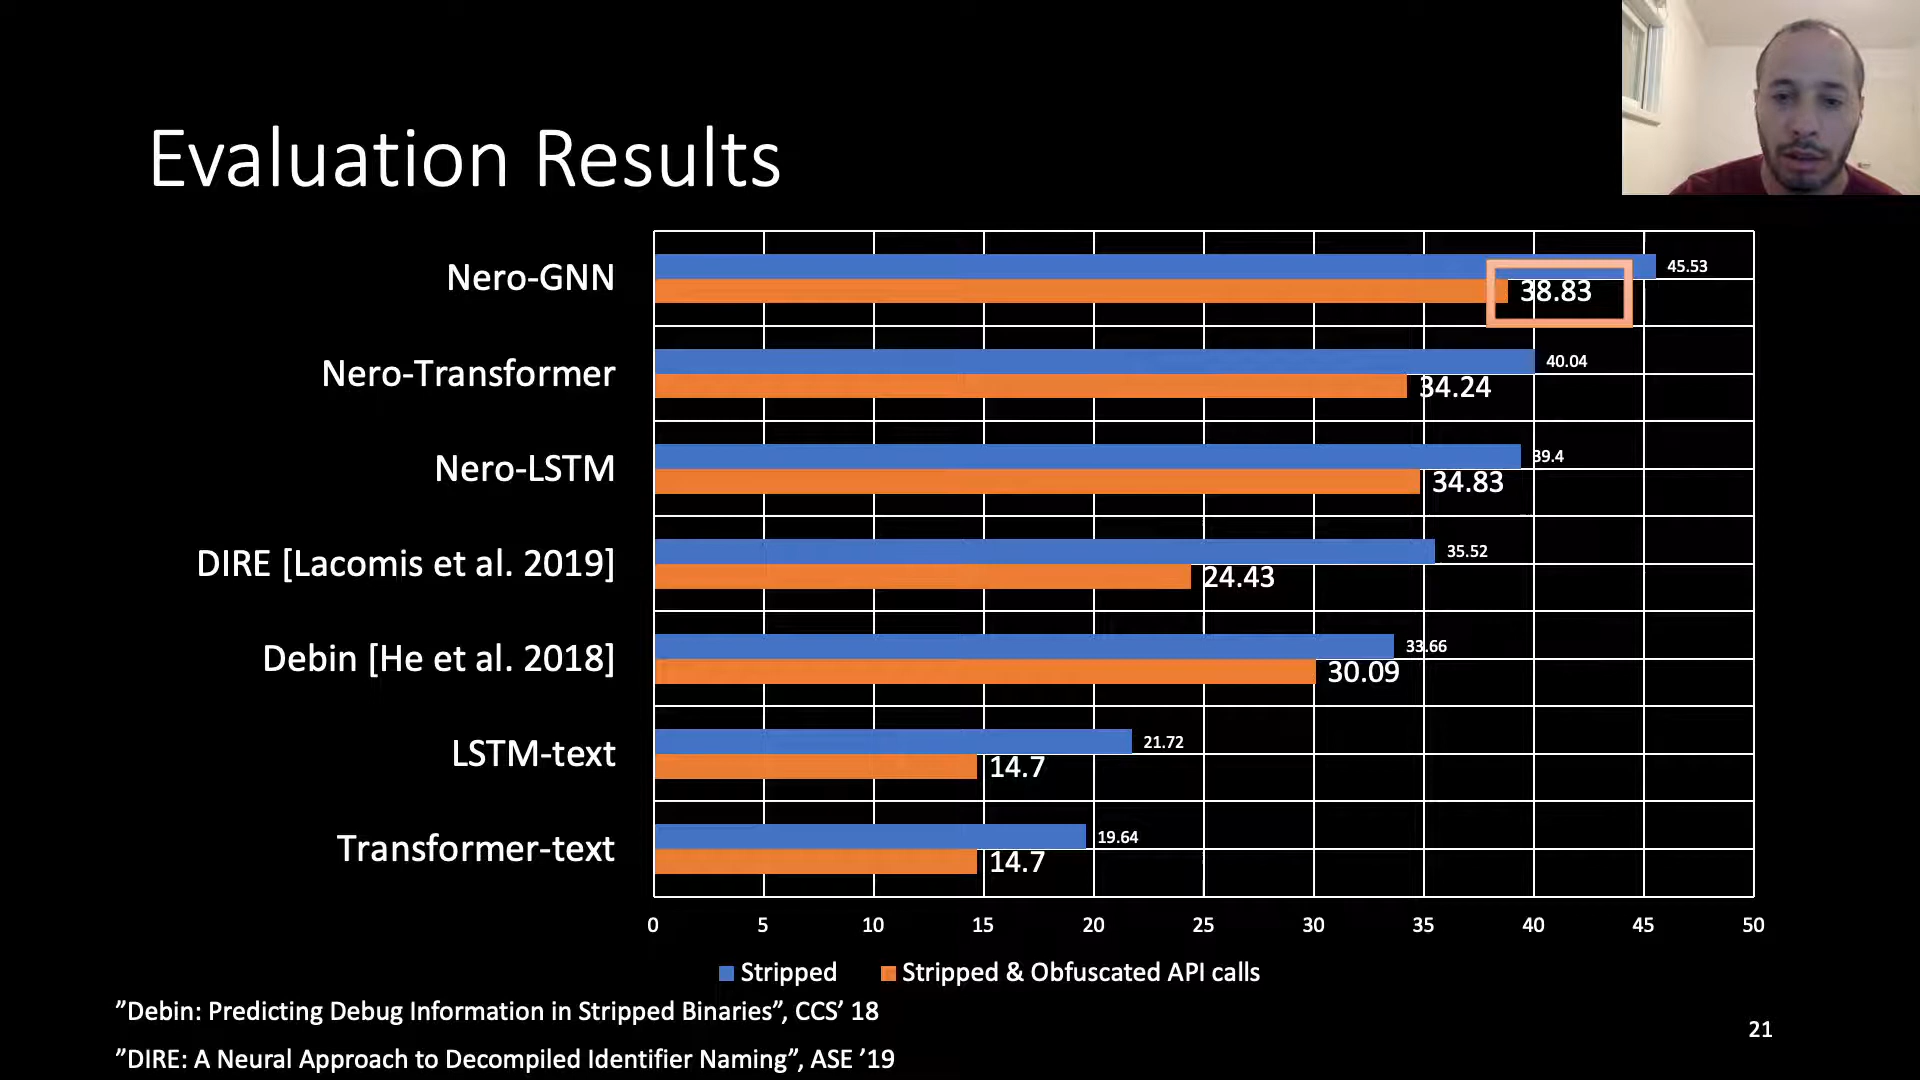 Evaluation Results
Nero-GNN
45.53
38.83
Nero-Transformer
40.04
34.24
Nero-LSTM
39.4
34.83
DIRE [Lacomis et al. 2019]
35.52
24.43
Debin [He et al. 2018]
33.66
30.09
LSTM-text
21.72
14.7
Transformer-text
19.64
14.7
0 5 10 15 20 25 30 35 40 45 50
Stripped Stripped & Obfuscated API calls
”Debin: Predicting Debug Information in Stripped Binaries”, CCS’ 18
21
”DIRE: A Neural Approach to Decompiled Identifier Naming”, ASE ’19